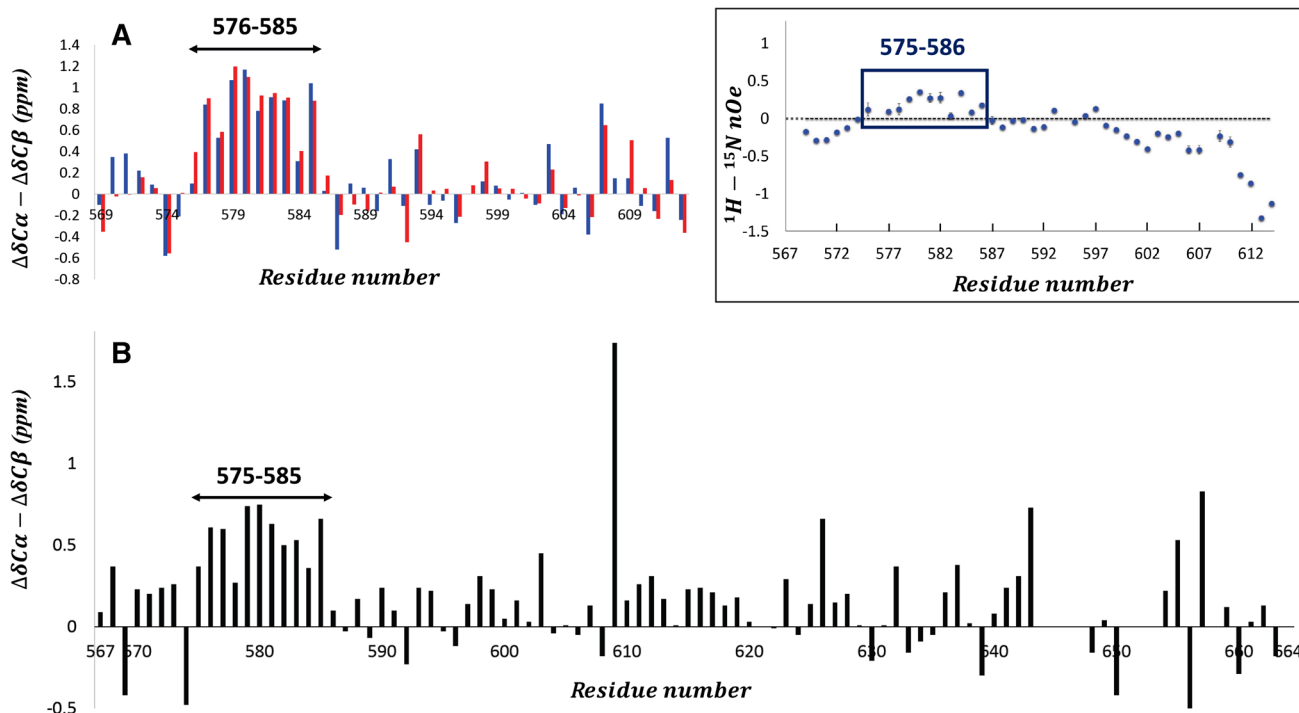 A
576-585
1.4
1.2
1
0.8
0.6
0.4
0.2
0
-0.2
-0.4
-0.6
-0.8
ΔδCα − ΔδCβ (ppm)
569 574 579 584 589 594 599 604 609
Residue number
575-586
1
0.5
0
-0.5
-1
-1.5
¹H − ¹⁵N nOe
567 572 577 582 587 592 597 602 607 612
Residue number
B
575-585
1.5
1
0.5
0
-0.5
ΔδCα − ΔδCβ (ppm)
567 570 580 590 600 610 620 630 640 650 660 664
Residue number